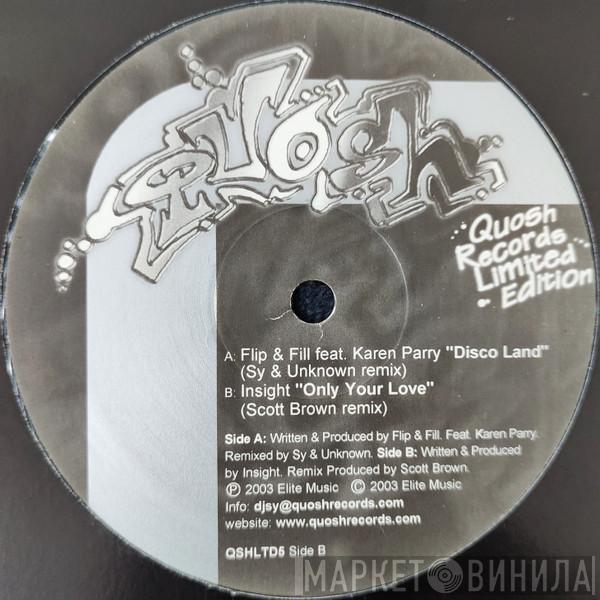 Quosh
Quosh
Records
Limited
Edition
A: Flip & Fill feat. Karen Parry "Disco Land"
(Sy & Unknown remix)
B: Insight "Only Your Love"
(Scott Brown remix)
Side A: Written & Produced by Flip & Fill. Feat. Karen Parry.
Remixed by Sy & Unknown. Side B: Written & Produced
by Insight. Remix Produced by Scott Brown.
℗ 2003 Elite Music © 2003 Elite Music
Info: djsy@quoshrecords.com
website: www.quoshrecords.com
QSHLTD5 Side B
МАРКЕТ ВИНИЛА